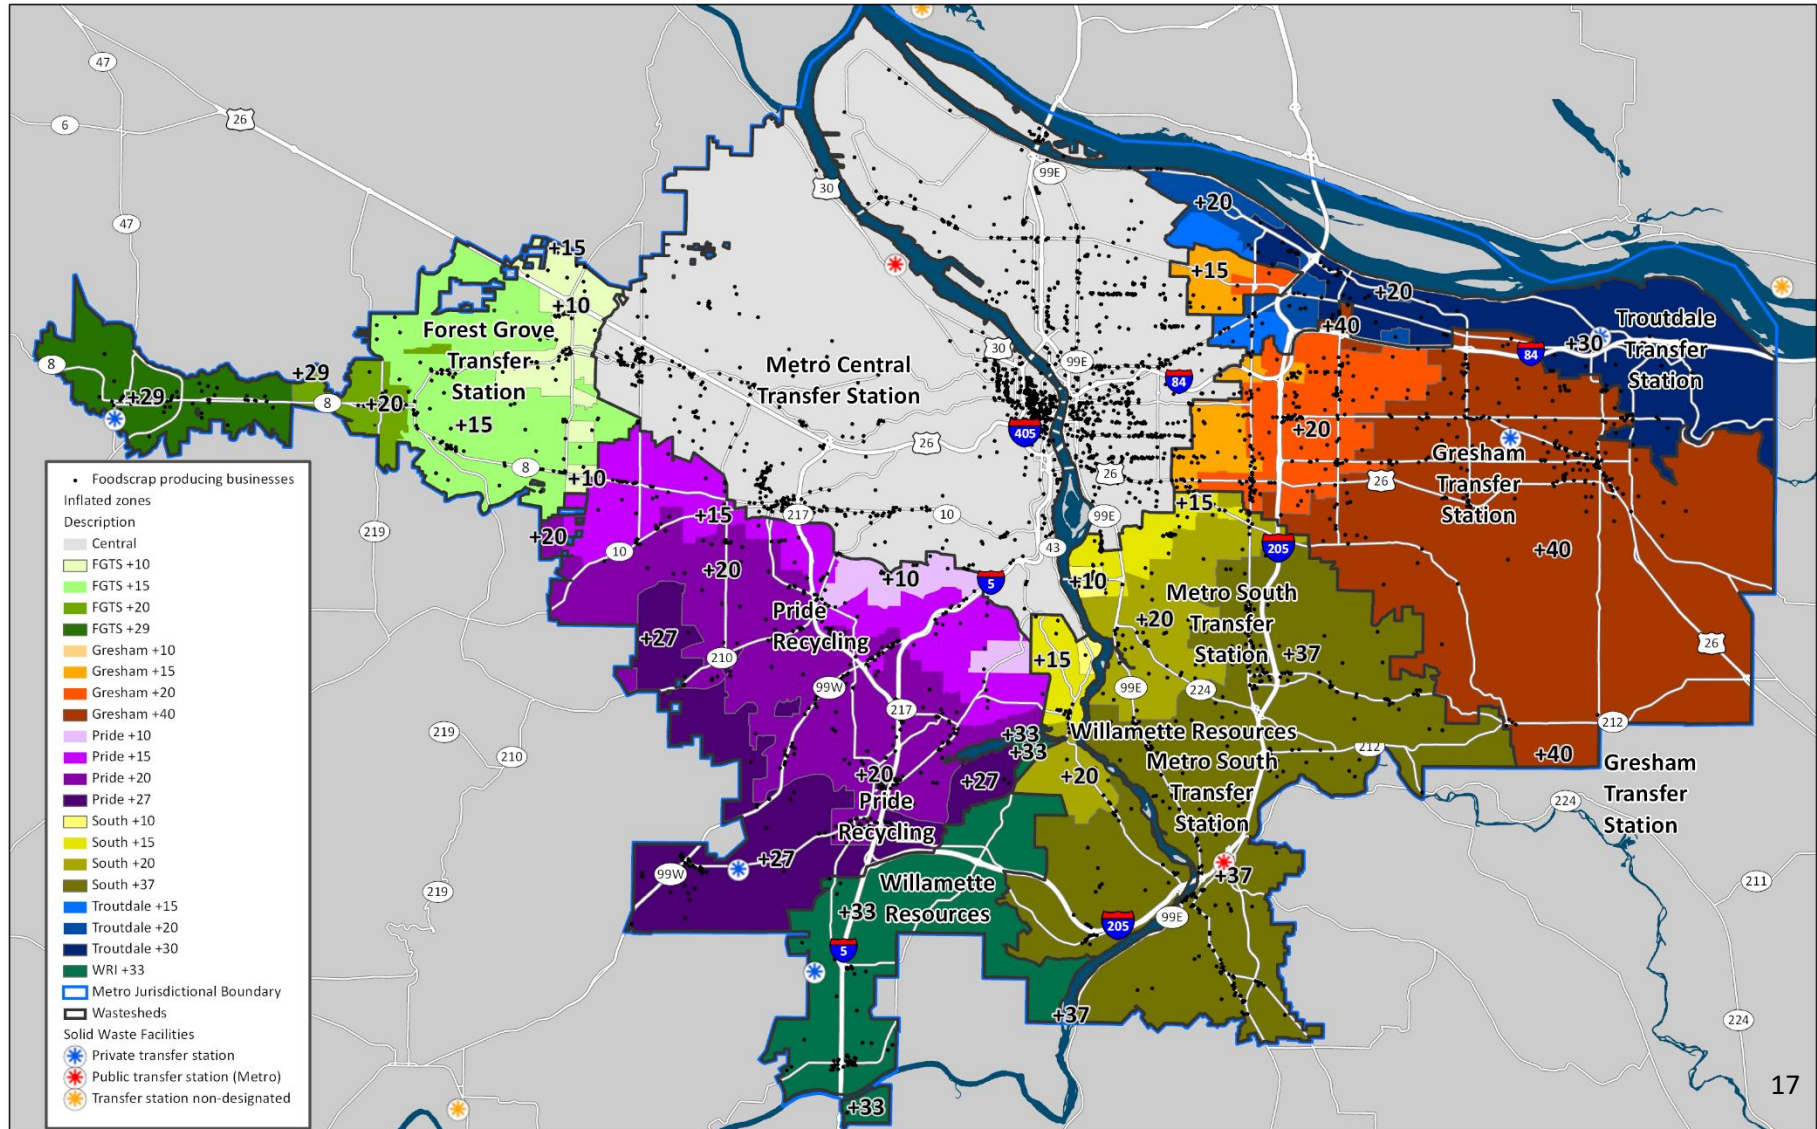 47
6
26
47
30
99E
+20
+15
+10
+15
+20
Forest Grove
Transfer
Station
Metro Central
Transfer Station
30
99E
84
+40
84
+30
Troutdale
Transfer
Station
8
+29
+29
8
+20
+15
405
26
26
+20
26
Gresham
Transfer
Station
8
+10
+15
217
10
99E
+15
219
+20
10
+20
43
205
+40
+10
5
+10
Pride
Recycling
Metro South
Transfer
Station
+20
+27
210
+15
+37
26
99W
99E
224
217
219
210
+33
+33
Willamette Resources
212
212
+40
Metro South
Transfer
Station
+20
+27
+20
Pride
Recycling
Gresham
Transfer
Station
224
+27
99W
+37
219
Willamette
Resources
+33
99E
205
211
5
+37
224
+33
Foodscrap producing businesses
Inflated zones
Description
Central
FGTS +10
FGTS +15
FGTS +20
FGTS +29
Gresham +10
Gresham +15
Gresham +20
Gresham +40
Pride +10
Pride +15
Pride +20
Pride +27
South +10
South +15
South +20
South +37
Troutdale +15
Troutdale +20
Troutdale +30
WRI +33
Metro Jurisdictional Boundary
Wastesheds
Solid Waste Facilities
Private transfer station
Public transfer station (Metro)
Transfer station non-designated
17